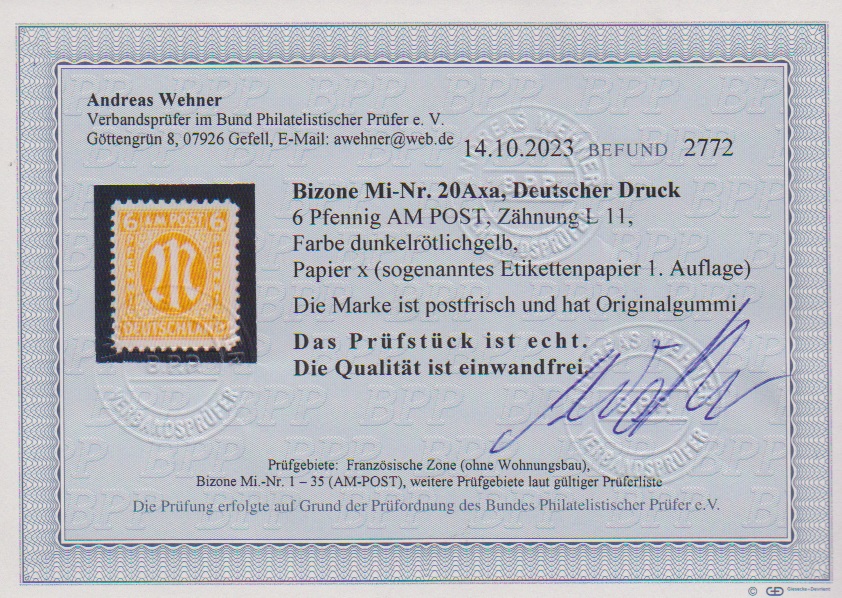 Andreas Wehner
Verbandsprüfer im Bund Philatelistischer Prüfer e. V.
Göttengrün 8, 07926 Gefell, E-Mail: awehner@web.de
14.10.2023 BEFUND 2772
6 AM POST 6
DEUTSCHLAND
Bizone Mi-Nr. 20Axa, Deutscher Druck
6 Pfennig AM POST, Zähnung L 11,
Farbe dunkelrötlichgelb,
Papier x (sogenanntes Etikettenpapier 1. Auflage)
Die Marke ist postfrisch und hat Originalgummi
Das Prüfstück ist echt.
Die Qualität ist einwandfrei.
BPP
VERBANDSPRÜFER
Prüfgebiete: Französische Zone (ohne Wohnungsbau),
Bizone Mi.-Nr. 1 – 35 (AM-POST), weitere Prüfgebiete laut gültiger Prüferliste
Die Prüfung erfolgte auf Grund der Prüfordnung des Bundes Philatelistischer Prüfer e.V.